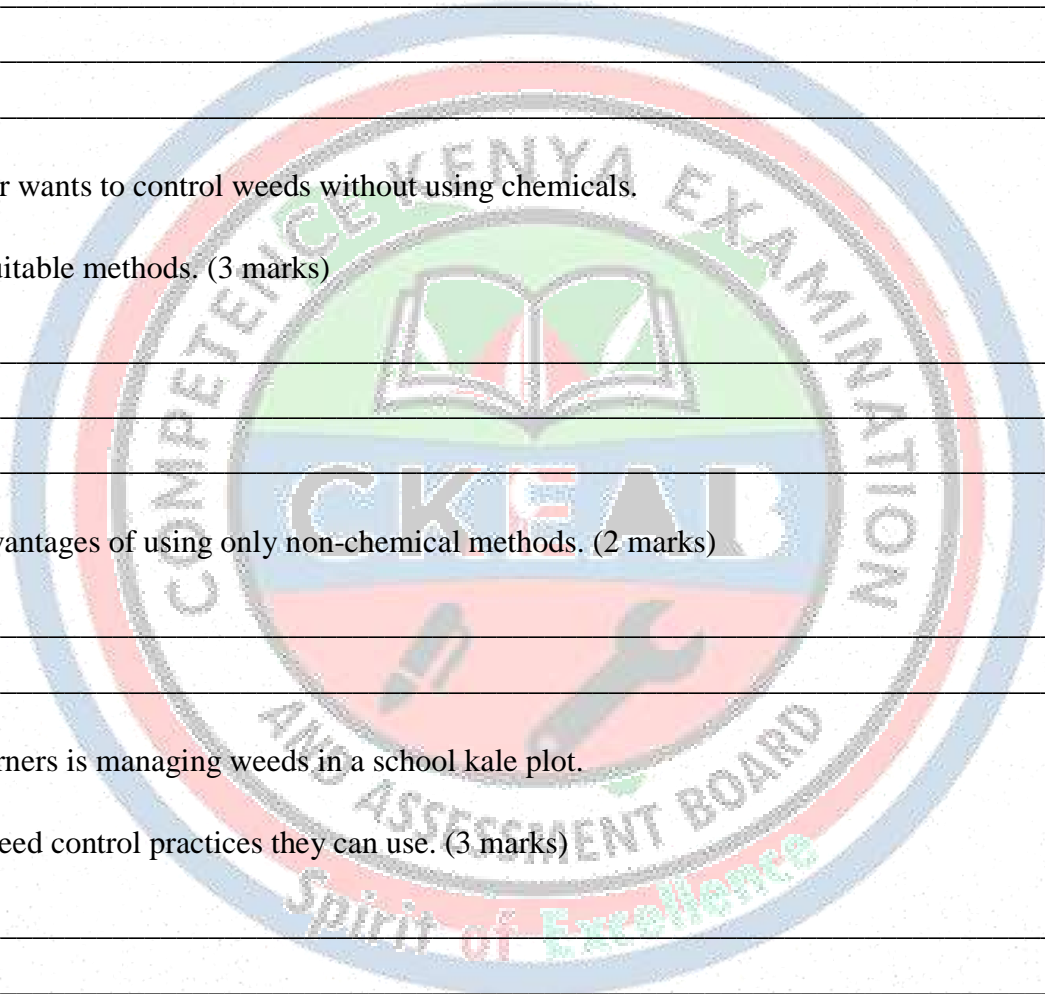 r wants to control weeds without using chemicals.
uitable methods. (3 marks)
vantages of using only non-chemical methods. (2 marks)
rners is managing weeds in a school kale plot.
eed control practices they can use. (3 marks)
COMPETENCE KENYA EXAMINATION
CKEAB
AND ASSESSMENT BOARD
Spirit of Excellence